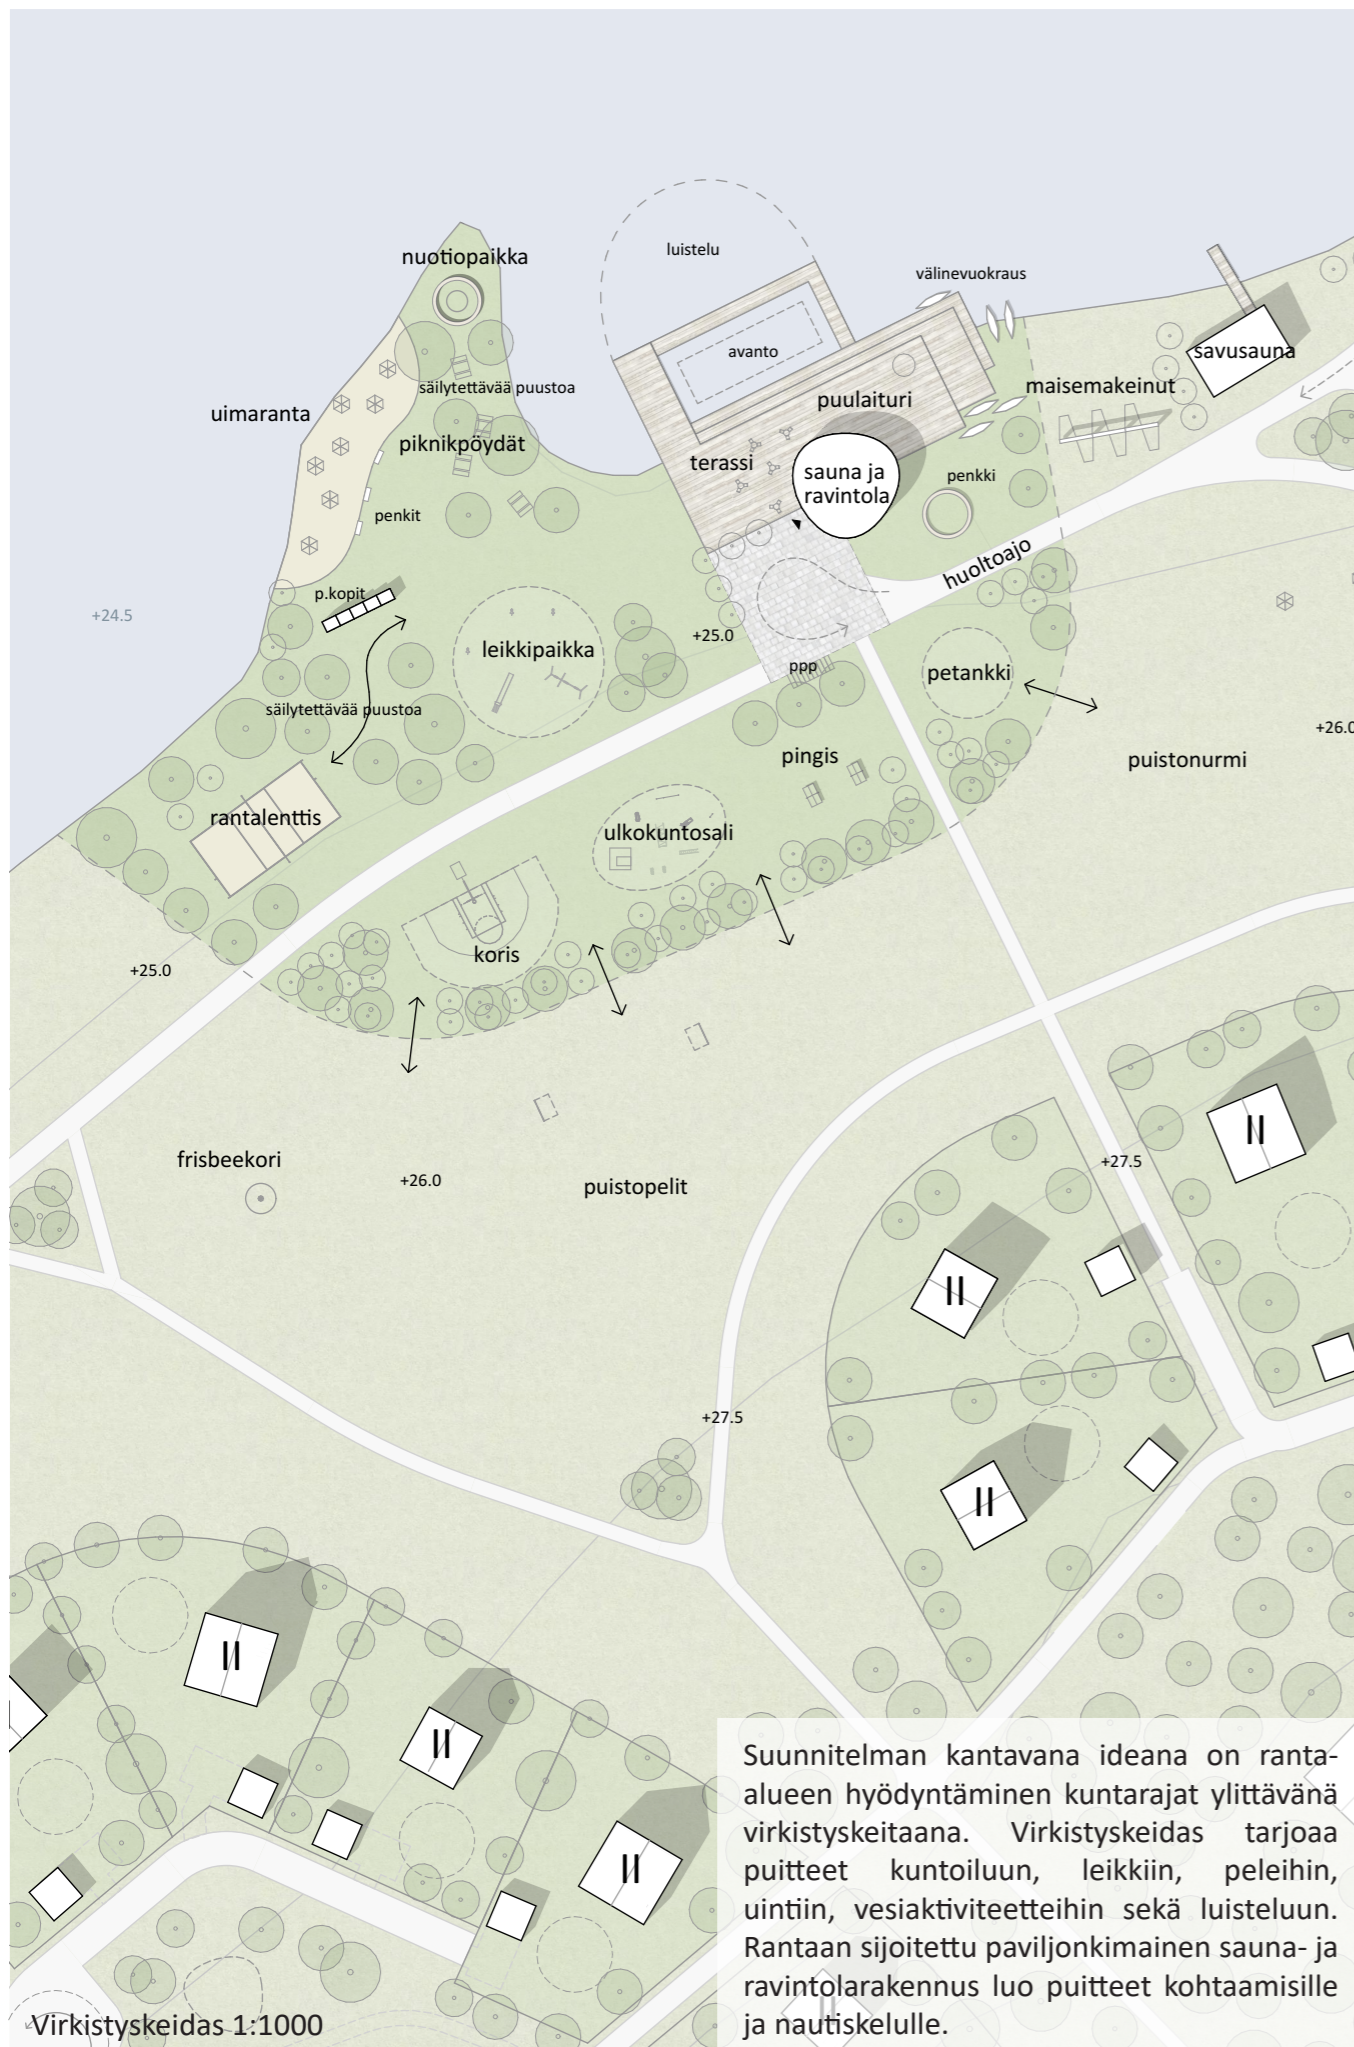 luistelu
nuotiopaikka
välinevuokraus
avanto
savusauna
säilytettävää puustoa
maisemakeinut
puulaituri
uimaranta
piknikpöydät
terassi
sauna ja
ravintola
penkki
penkit
huoltoajo
p.kopit
+24.5
+25.0
leikkipaikka
ppp
petankki
säilytettävää puustoa
+26.0
pingis
puistonurmi
rantalenttis
ulkokuntosali
koris
+25.0
II
frisbeekori
+26.0
puistopelit
+27.5
II
+27.5
II
II
II
II
Suunnitelman kantavana ideana on ranta-
alueen hyödyntäminen kuntarajat ylittävänä
virkistyskeitaana. Virkistyskeidas tarjoaa
puitteet kuntoiluun, leikkiin, peleihin,
uintiin, vesiaktiviteetteihin sekä luisteluun.
Rantaan sijoitettu paviljonkimainen sauna- ja
ravintolarakennus luo puitteet kohtaamisille
ja nautiskelulle.
II
Virkistyskeidas 1:1000